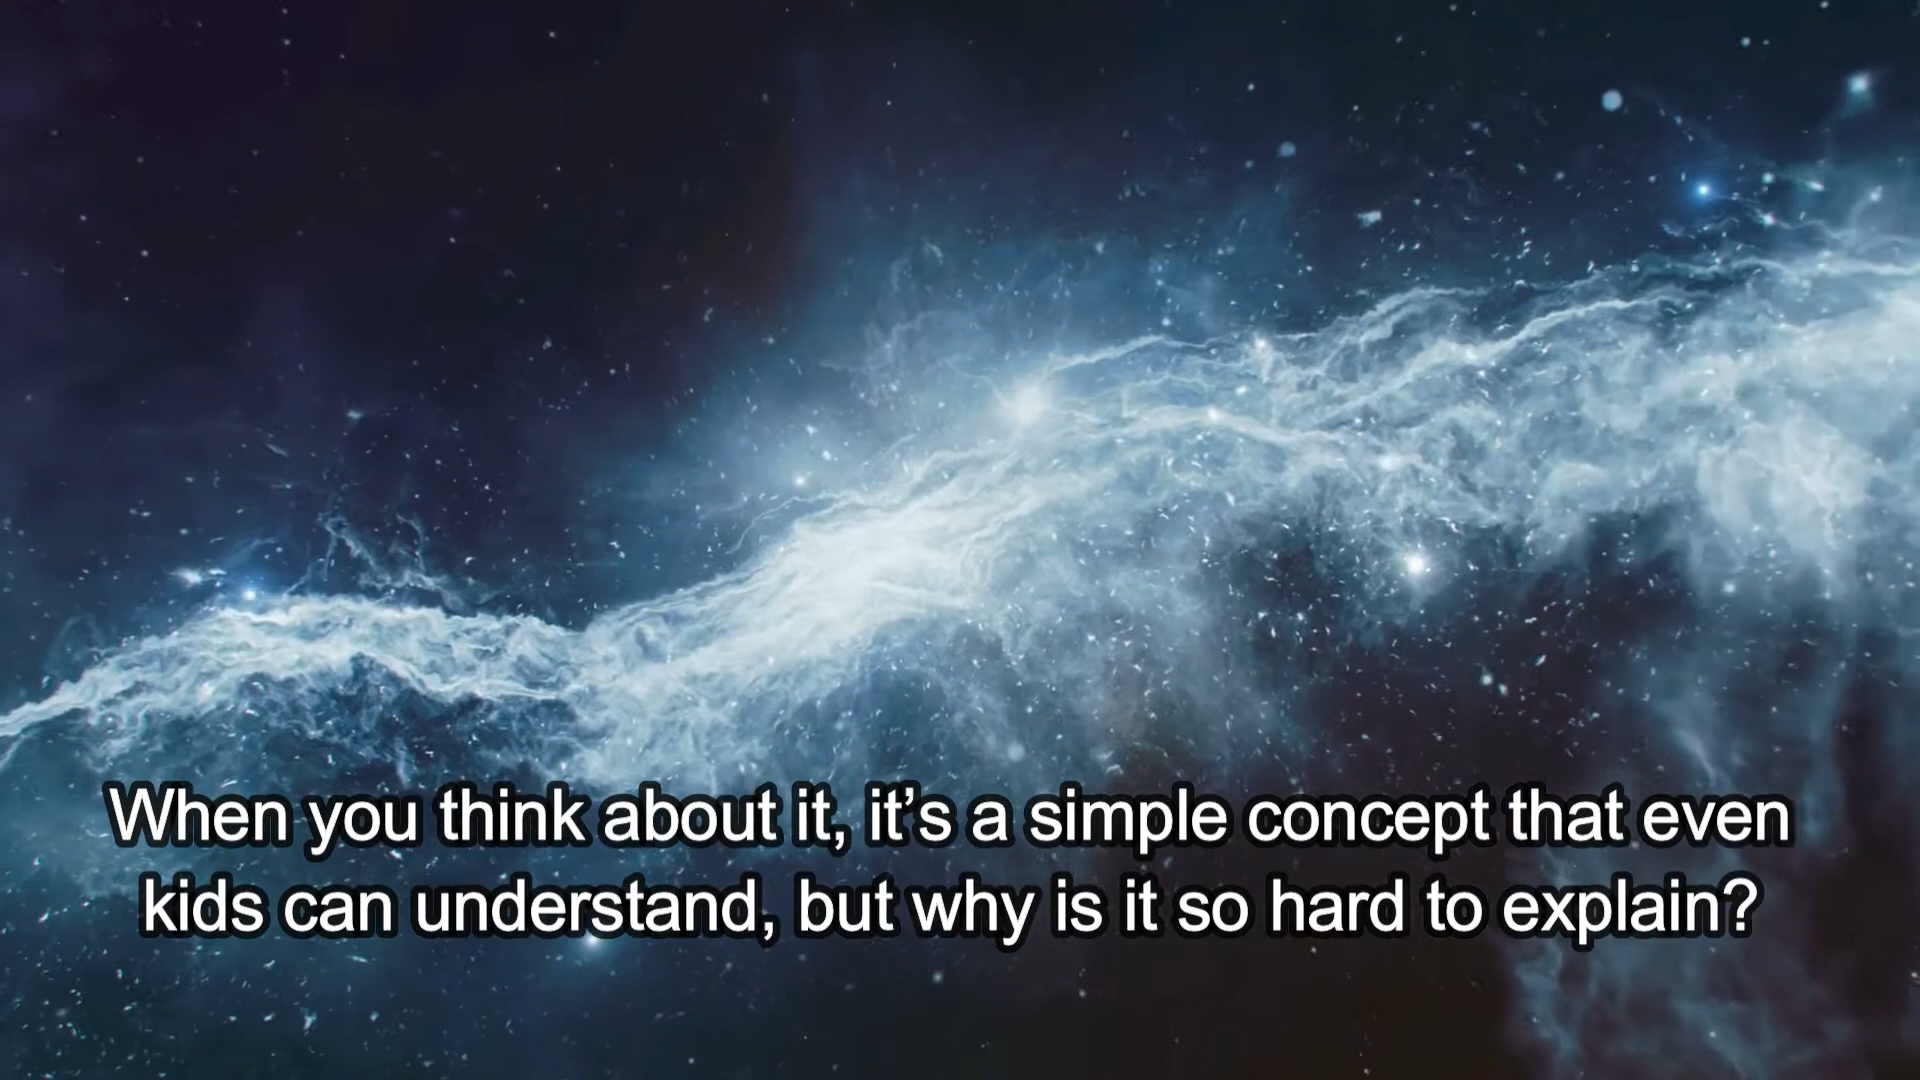 When you think about it, it’s a simple concept that even
kids can understand, but why is it so hard to explain?